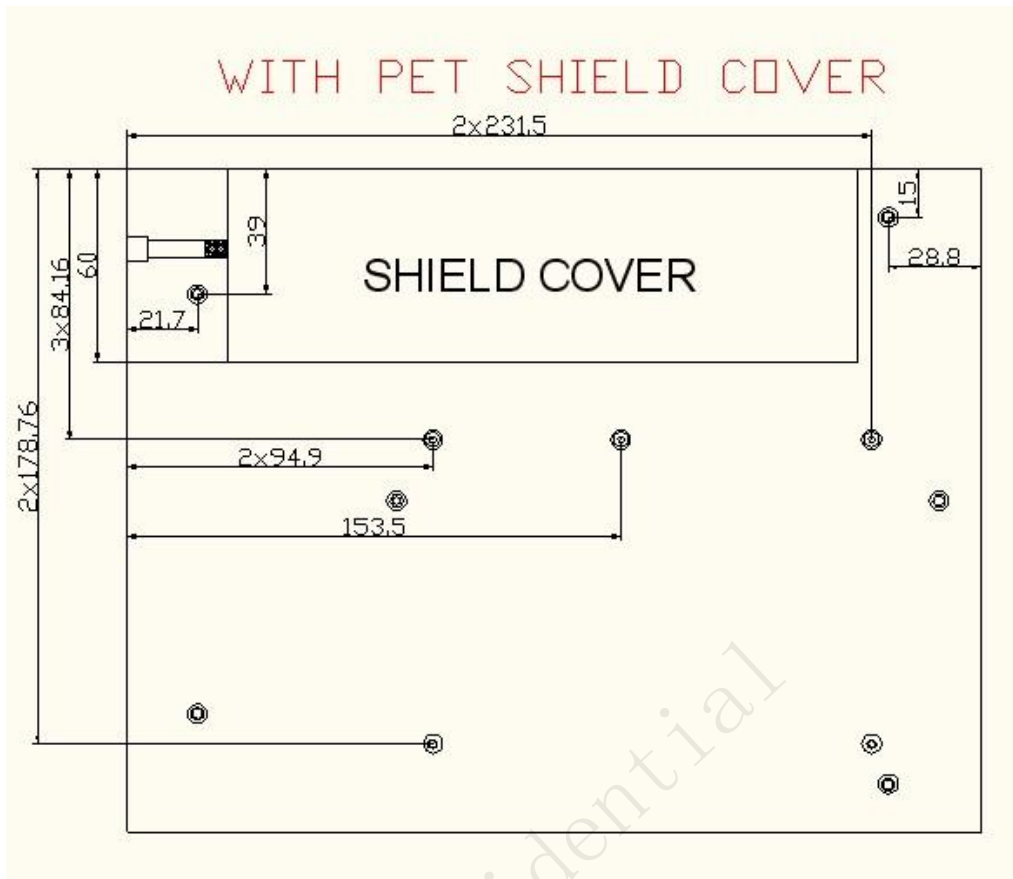 WITH PET SHIELD COVER
2x231.5
15
39
60
28.8
SHIELD COVER
3x84.16
21.7
2x178.76
2x94.9
153.5
idential